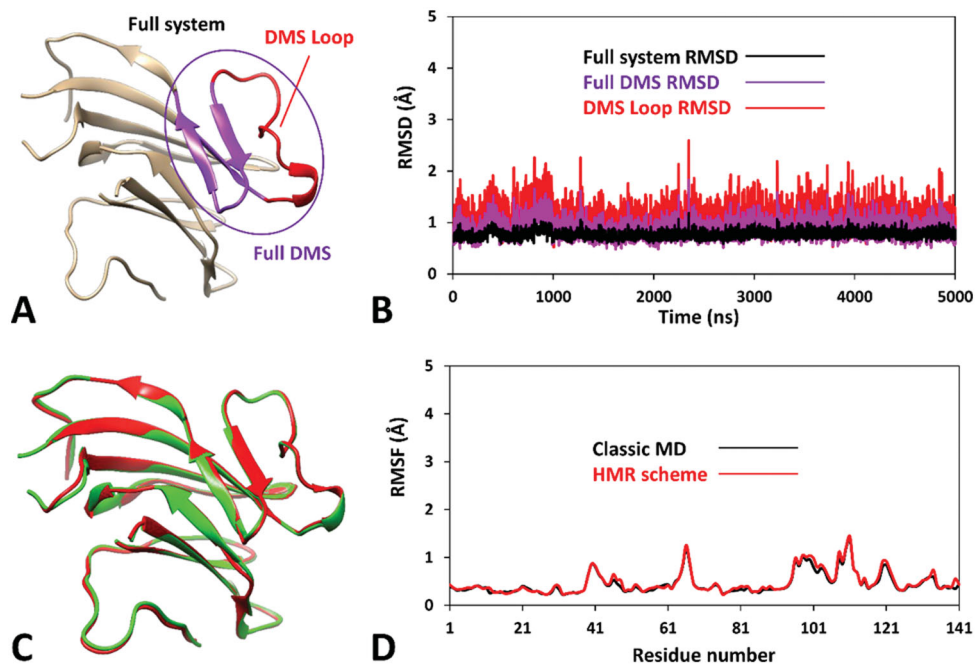 Full system
DMS Loop
Full DMS
A
RMSD (Å)
5
4
3
2
1
0
Full system RMSD
Full DMS RMSD
DMS Loop RMSD
0
1000
2000
3000
4000
5000
Time (ns)
B
C
RMSF (Å)
5
4
3
2
1
0
Classic MD
HMR scheme
1
21
41
61
81
101
121
141
Residue number
D